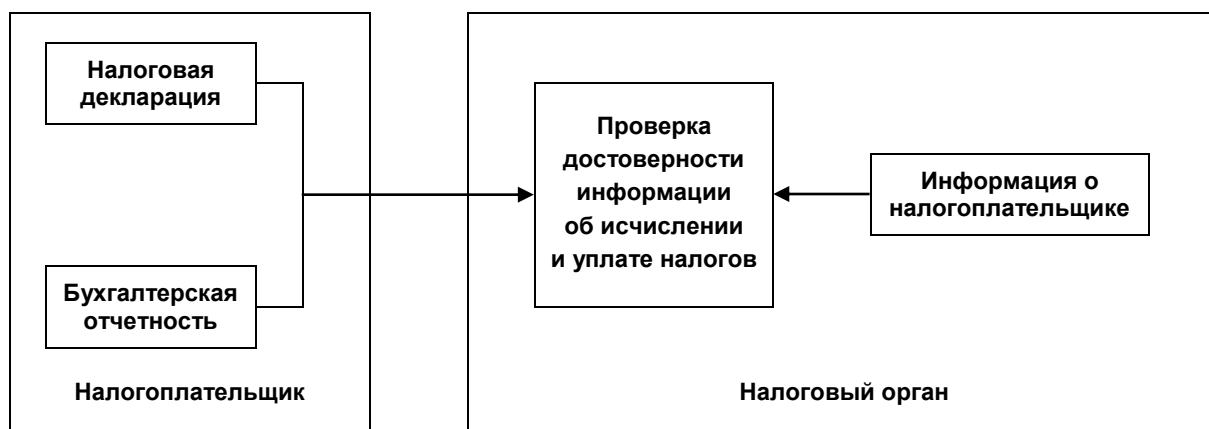 Налоговая
декларация
Бухгалтерская
отчетность
Налогоплательщик
Проверка
достоверности
информации
об исчислении
и уплате налогов
Информация о
налогоплательщике
Налоговый орган